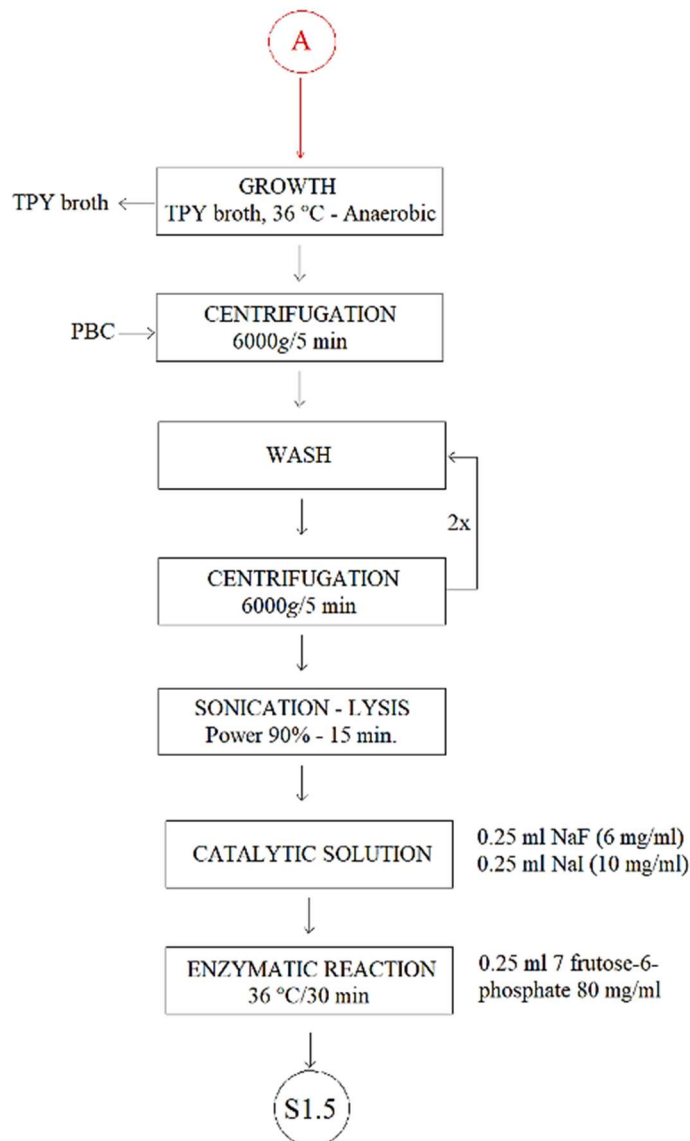 A
GROWTH
TPY broth, 36 °C - Anaerobic
TPY broth
CENTRIFUGATION
6000g/5 min
PBC
WASH
2x
CENTRIFUGATION
6000g/5 min
SONICATION - LYSIS
Power 90% - 15 min.
CATALYTIC SOLUTION
0.25 ml NaF (6 mg/ml)
0.25 ml NaI (10 mg/ml)
ENZYMATIC REACTION
36 °C/30 min
0.25 ml 7 frutose-6-
phosphate 80 mg/ml
S1.5